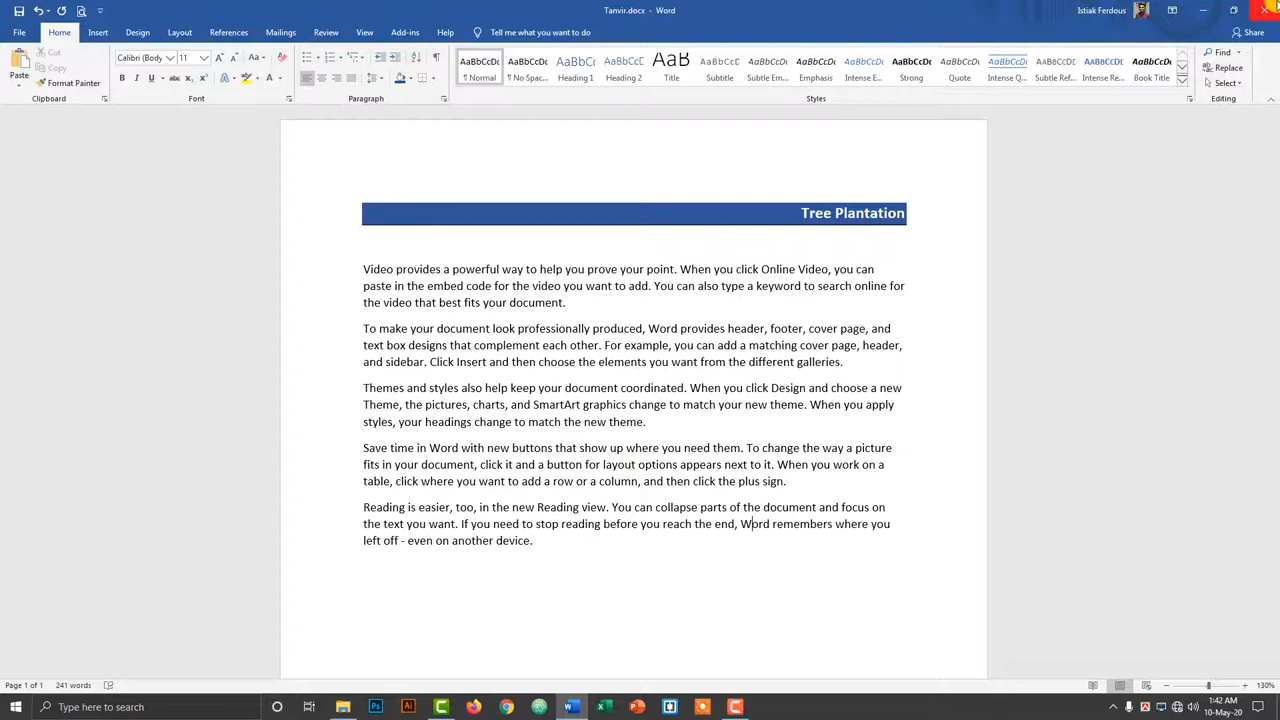 Tanvir.docx - Word
Istiak Ferdous
File Home Insert Design Layout References Mailings Review View Add-ins Help Tell me what you want to do Share
Paste
Cut
Copy
Format Painter
Clipboard
Calibri (Body) 11
Font
Paragraph
AaBbCcDc AaBbCcDc AaBbCc AaBbCcC AaB AaBbCcC AaBbCcDc AaBbCcDc AaBbCcDc AaBbCcDc AaBbCcDc AaBbCcDc AaBbCcDc AaBbCcDc AaBbCcDc
¶ Normal ¶ No Spac... Heading 1 Heading 2 Title Subtitle Subtle Em... Emphasis Intense E... Strong Quote Intense Q... Subtle Ref... Intense Re... Book Title
Styles
Find
Replace
Select
Editing
Tree Plantation
Video provides a powerful way to help you prove your point. When you click Online Video, you can
paste in the embed code for the video you want to add. You can also type a keyword to search online for
the video that best fits your document.
To make your document look professionally produced, Word provides header, footer, cover page, and
text box designs that complement each other. For example, you can add a matching cover page, header,
and sidebar. Click Insert and then choose the elements you want from the different galleries.
Themes and styles also help keep your document coordinated. When you click Design and choose a new
Theme, the pictures, charts, and SmartArt graphics change to match your new theme. When you apply
styles, your headings change to match the new theme.
Save time in Word with new buttons that show up where you need them. To change the way a picture
fits in your document, click it and a button for layout options appears next to it. When you work on a
table, click where you want to add a row or a column, and then click the plus sign.
Reading is easier, too, in the new Reading view. You can collapse parts of the document and focus on
the text you want. If you need to stop reading before you reach the end, Word remembers where you
left off - even on another device.
Page 1 of 1 241 words 130%
Type here to search
1:42 AM
10-May-20